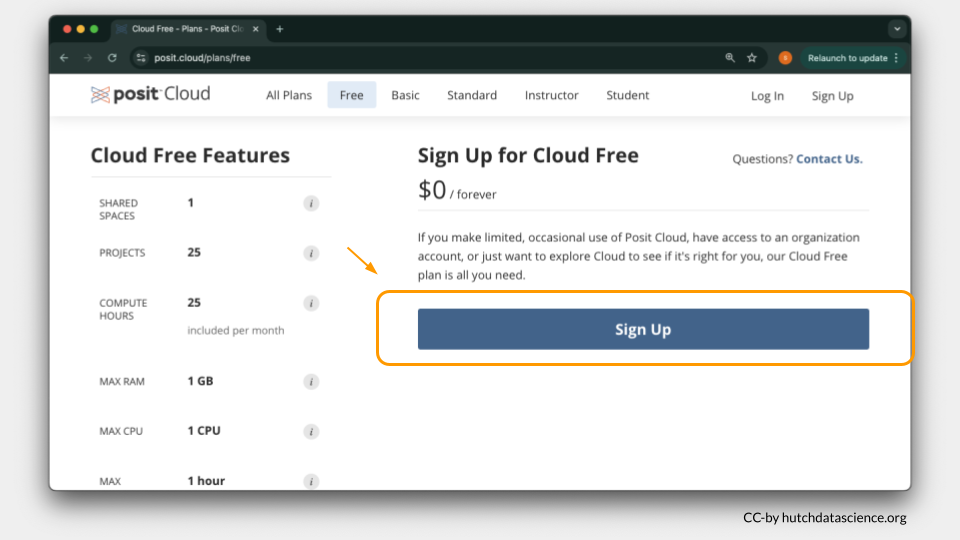 Cloud Free – Plans – Posit Clo
posit.cloud/plans/free
S
Relaunch to update
posit Cloud
All Plans
Free
Basic
Standard
Instructor
Student
Log In
Sign Up
Cloud Free Features
SHARED SPACES
1
i
PROJECTS
25
i
COMPUTE HOURS
25
i
included per month
MAX RAM
1 GB
i
MAX CPU
1 CPU
i
MAX
1 hour
i
Sign Up for Cloud Free
Questions? Contact Us.
$0 / forever
If you make limited, occasional use of Posit Cloud, have access to an organization
account, or just want to explore Cloud to see if it's right for you, our Cloud Free
plan is all you need.
Sign Up
CC-by hutchdatascience.org